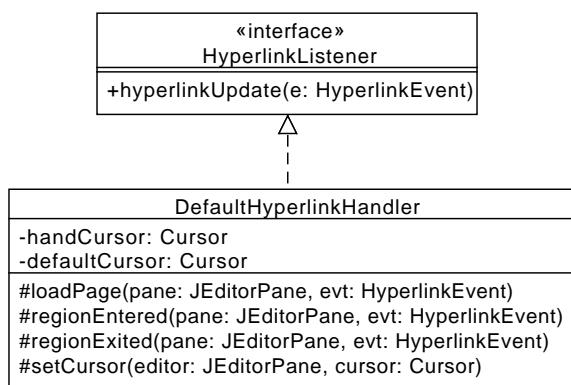 «interface»
HyperlinkListener
+hyperlinkUpdate(e: HyperlinkEvent)
DefaultHyperlinkHandler
-handCursor: Cursor
-defaultCursor: Cursor
#loadPage(pane: JEditorPane, evt: HyperlinkEvent)
#regionEntered(pane: JEditorPane, evt: HyperlinkEvent)
#regionExited(pane: JEditorPane, evt: HyperlinkEvent)
#setCursor(editor: JEditorPane, cursor: Cursor)